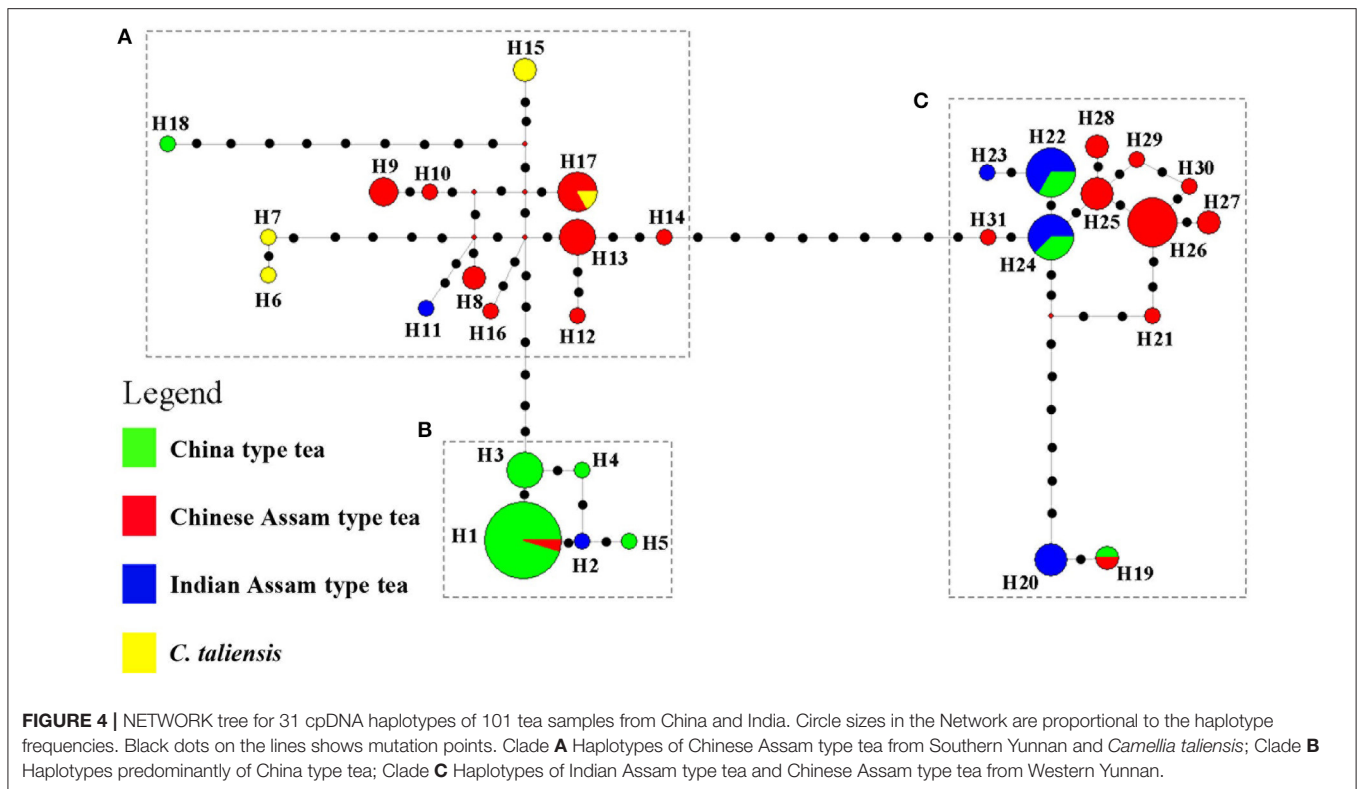 A
H15
H18
C
H28
H29
H22
H23
H30
H17
H9
H10
H7
H14
H31
H25
H27
H13
H26
H24
H6
H8
H11
H16
H12
H21
Legend
B
China type tea
H3
H4
Chinese Assam type tea
H1
H5
H2
Indian Assam type tea
H20
H19
C. taliensis
FIGURE 4 | NETWORK tree for 31 cpDNA haplotypes of 101 tea samples from China and India. Circle sizes in the Network are proportional to the haplotype
frequencies. Black dots on the lines shows mutation points. Clade A Haplotypes of Chinese Assam type tea from Southern Yunnan and Camellia taliensis; Clade B
Haplotypes predominantly of China type tea; Clade C Haplotypes of Indian Assam type tea and Chinese Assam type tea from Western Yunnan.